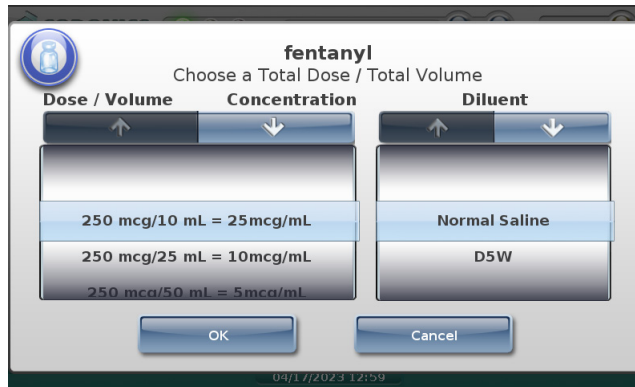 fentanyl
Choose a Total Dose / Total Volume
Dose / Volume Concentration Diluent
250 mcg/10 mL = 25mcg/mL Normal Saline
250 mcg/25 mL = 10mcg/mL D5W
250 mcg/50 mL = 5mcg/mL
OK Cancel
04/17/2023 12:59